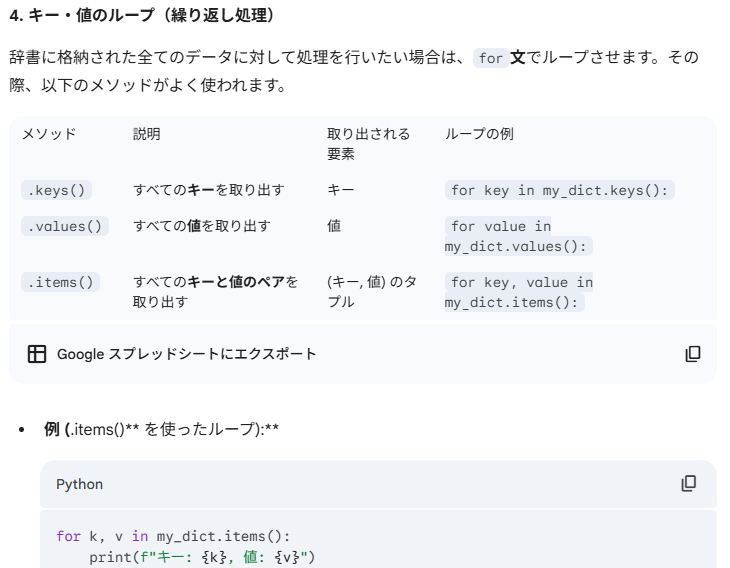 4. キー・値のループ（繰り返し処理）
辞書に格納された全てのデータに対して処理を行いたい場合は、for文でループさせます。その
際、以下のメソッドがよく使われます。
メソッド 説明 取り出される要素 ループの例
.keys() すべてのキーを取り出す キー for key in my_dict.keys():
.values() すべての値を取り出す 値 for value in my_dict.values():
.items() すべてのキーと値のペアを取り出す (キー, 値) のタプル for key, value in my_dict.items():
Google スプレッドシートにエクスポート
• 例 (.items()** を使ったループ):**
Python
for k, v in my_dict.items():
    print(f"キー: {k}, 値: {v}")